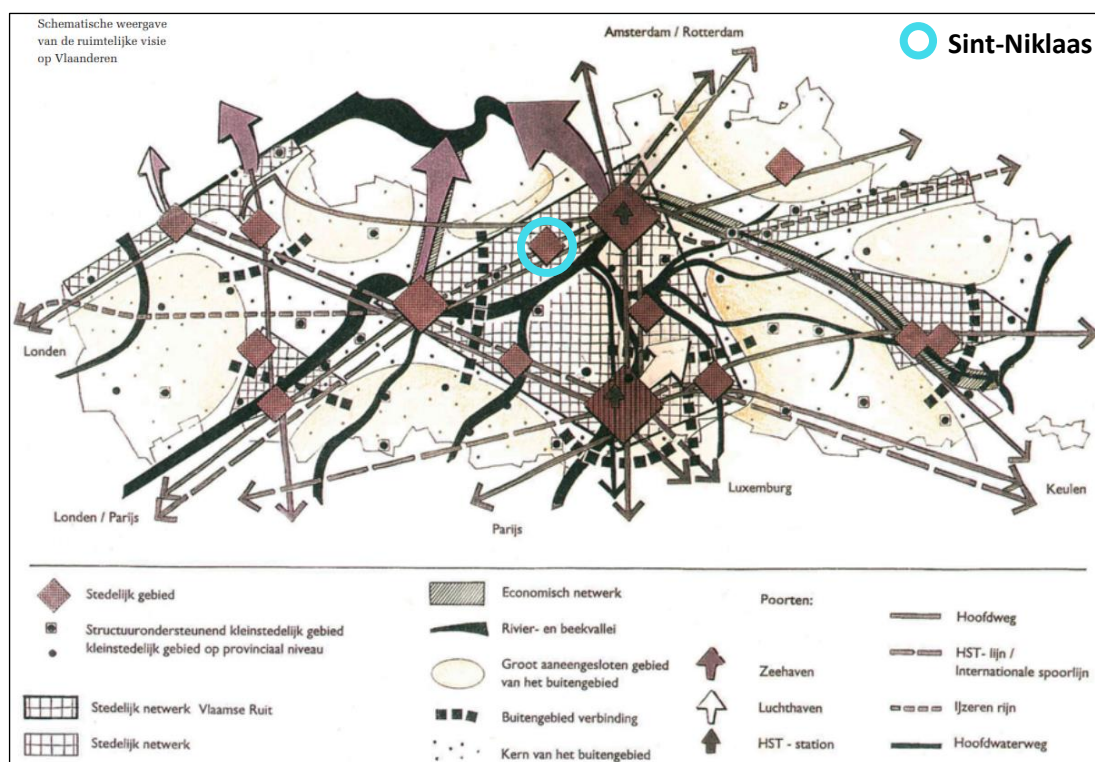 Schematische weergave
van de ruimtelijke visie
op Vlaanderen
Amsterdam / Rotterdam
Sint-Niklaas
Londen
Londen / Parijs
Parijs
Luxemburg
Keulen
Stedelijk gebied
Structuurondersteunend kleinstedelijk gebied
kleinstedelijk gebied op provinciaal niveau
Stedelijk netwerk Vlaamse Ruit
Stedelijk netwerk
Economisch netwerk
Rivier- en beekvallei
Groot aaneengesloten gebied
van het buitengebied
Buitengebied verbinding
Kern van het buitengebied
Poorten:
Zeehaven
Luchthaven
HST - station
Hoofdweg
HST- lijn /
Internationale spoorlijn
IJzeren rijn
Hoofdwaterweg